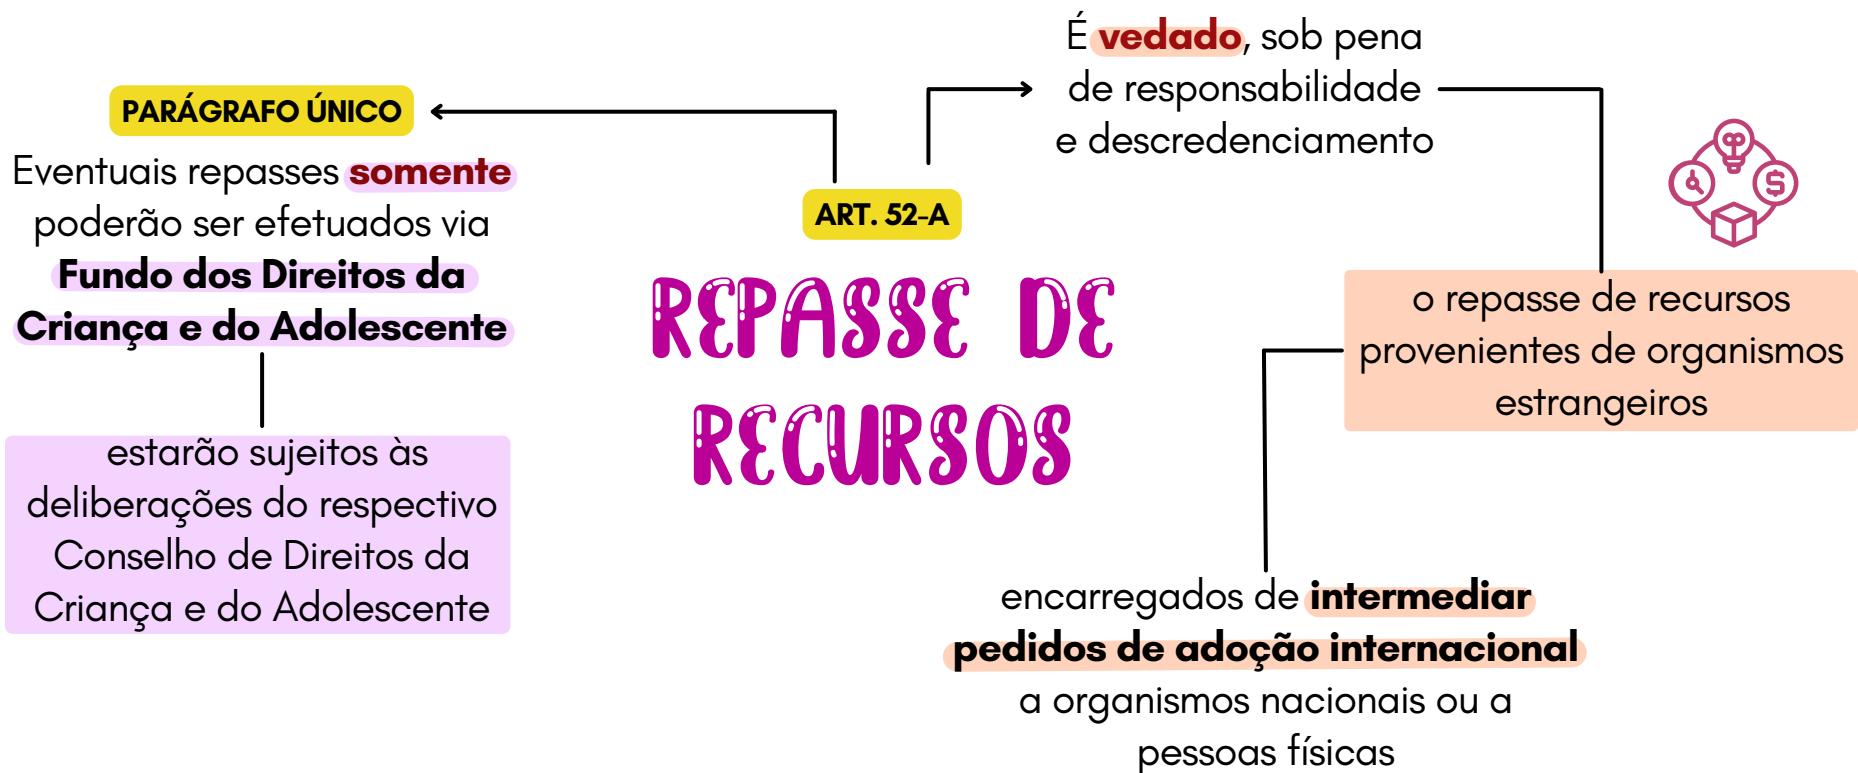 REPASSE DE
RECURSOS
ART. 52-A
É vedado, sob pena
de responsabilidade
e descredenciamento
o repasse de recursos
provenientes de organismos
estrangeiros
encarregados de intermediar
pedidos de adoção internacional
a organismos nacionais ou a
pessoas físicas
PARÁGRAFO ÚNICO
Eventuais repasses somente
poderão ser efetuados via
Fundo dos Direitos da
Criança e do Adolescente
estarão sujeitos às
deliberações do respectivo
Conselho de Direitos da
Criança e do Adolescente
$